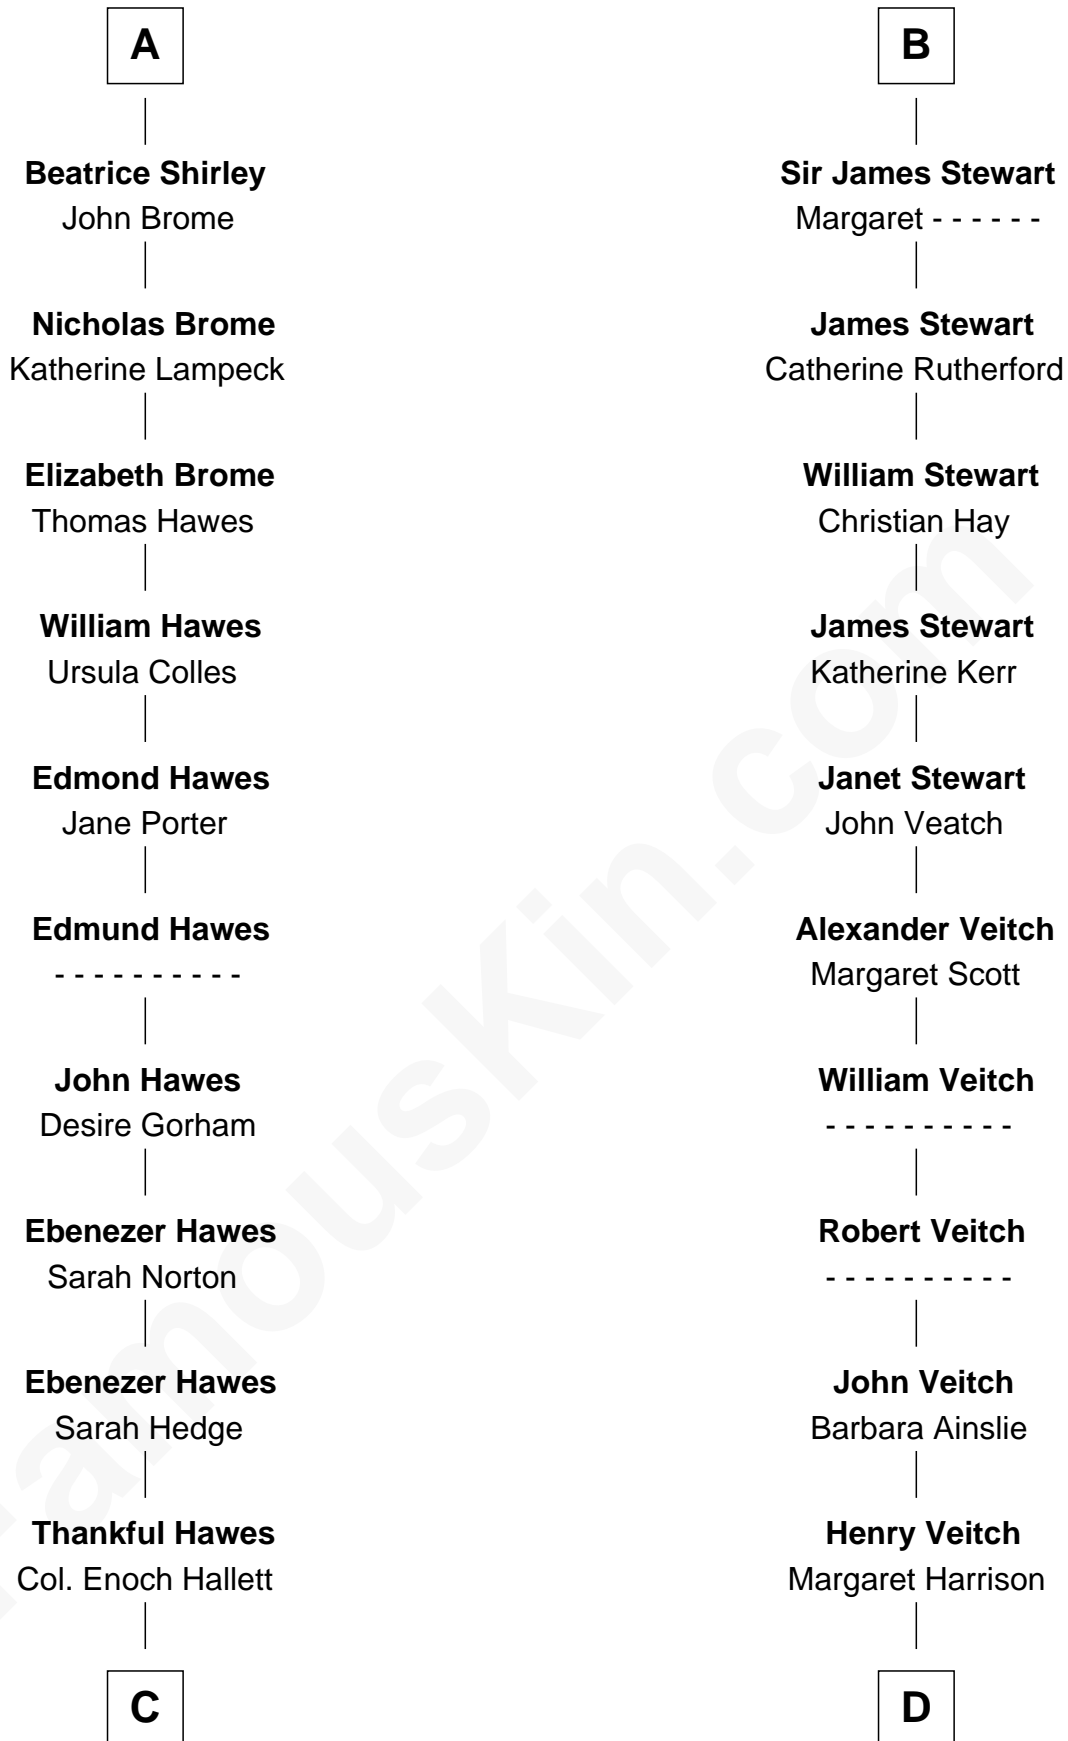 A
Beatrice Shirley
John Brome
Nicholas Brome
Katherine Lampeck
Elizabeth Brome
Thomas Hawes
William Hawes
Ursula Colles
Edmond Hawes
Jane Porter
Edmund Hawes
- - - - - - - - - -
John Hawes
Desire Gorham
Ebenezer Hawes
Sarah Norton
Ebenezer Hawes
Sarah Hedge
Thankful Hawes
Col. Enoch Hallett
C
B
Sir James Stewart
Margaret - - - - - -
James Stewart
Catherine Rutherford
William Stewart
Christian Hay
James Stewart
Katherine Kerr
Janet Stewart
John Veatch
Alexander Veitch
Margaret Scott
William Veitch
- - - - - - - - - -
Robert Veitch
- - - - - - - - - -
John Veitch
Barbara Ainslie
Henry Veitch
Margaret Harrison
D
FamousKin.com